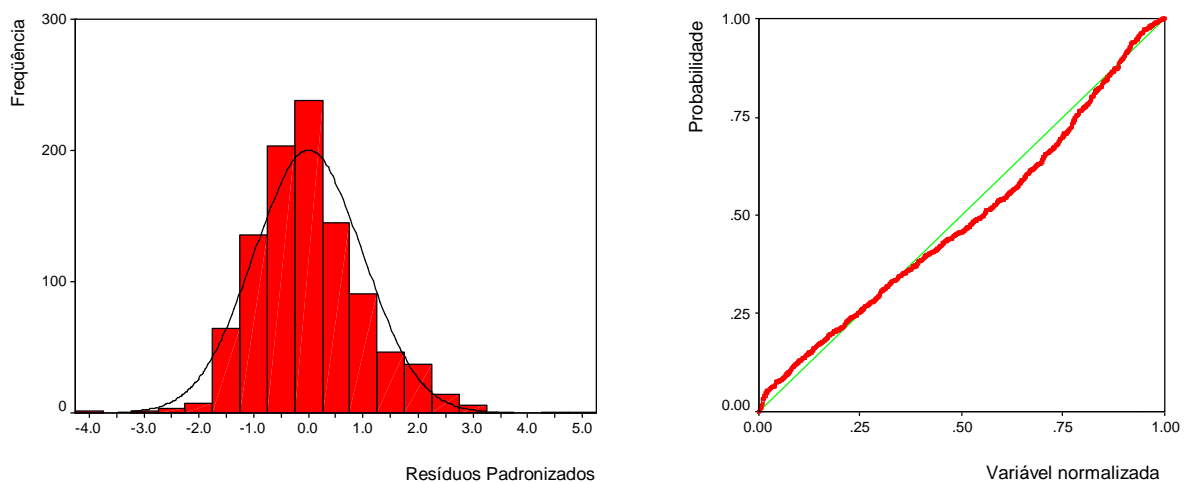 Freqüência
300
200
100
0
-4.0 -3.0 -2.0 -1.0 0.0 1.0 2.0 3.0 4.0 5.0
Resíduos Padronizados
Probabilidade
1.00
.75
.50
.25
0.00
0.00 .25 .50 .75 1.00
Variável normalizada